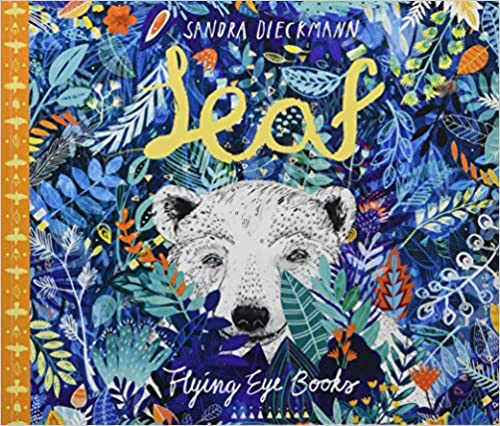 SANDRA DIECKMANN
Leaf
Flying Eye Books